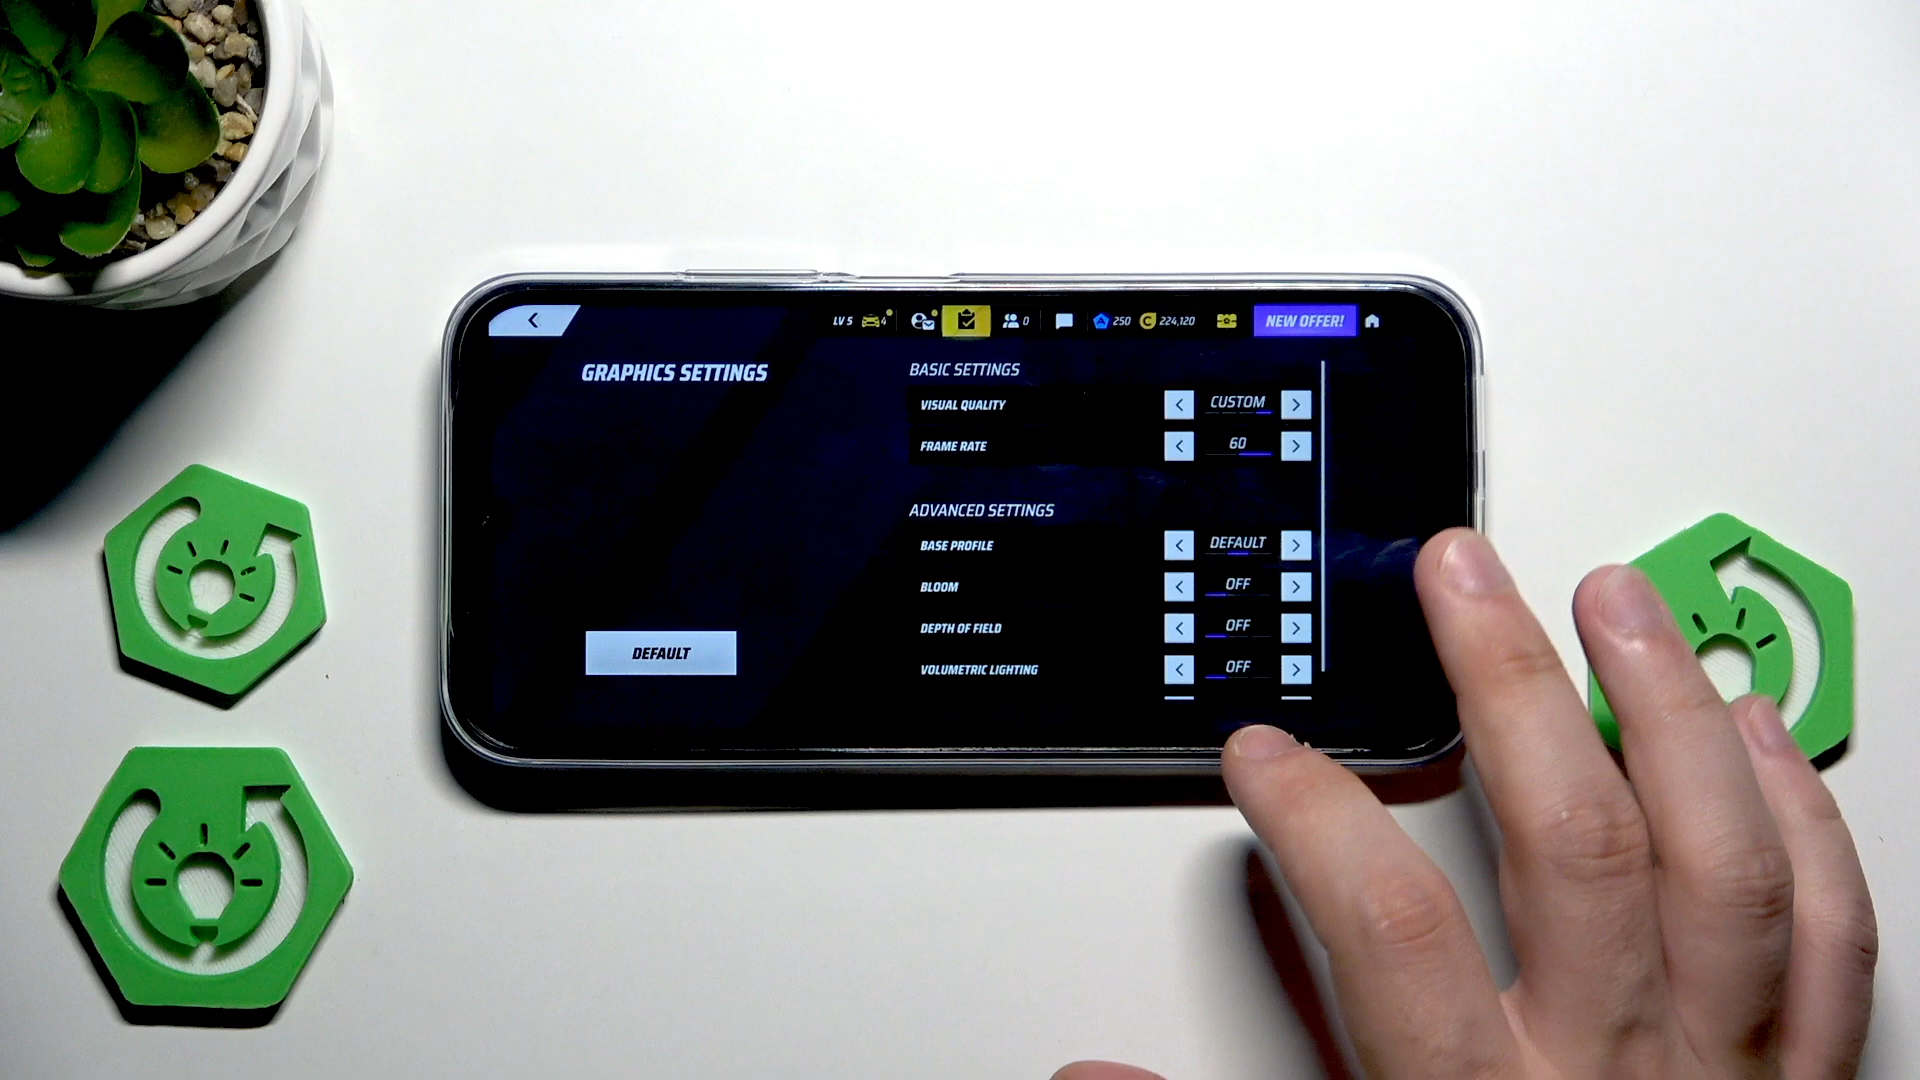 LV 5 4 0 250 C 224,120 NEW OFFER!
GRAPHICS SETTINGS
DEFAULT
BASIC SETTINGS
VISUAL QUALITY < CUSTOM >
FRAME RATE < 60 >
ADVANCED SETTINGS
BASE PROFILE < DEFAULT >
BLOOM < OFF >
DEPTH OF FIELD < OFF >
VOLUMETRIC LIGHTING < OFF >